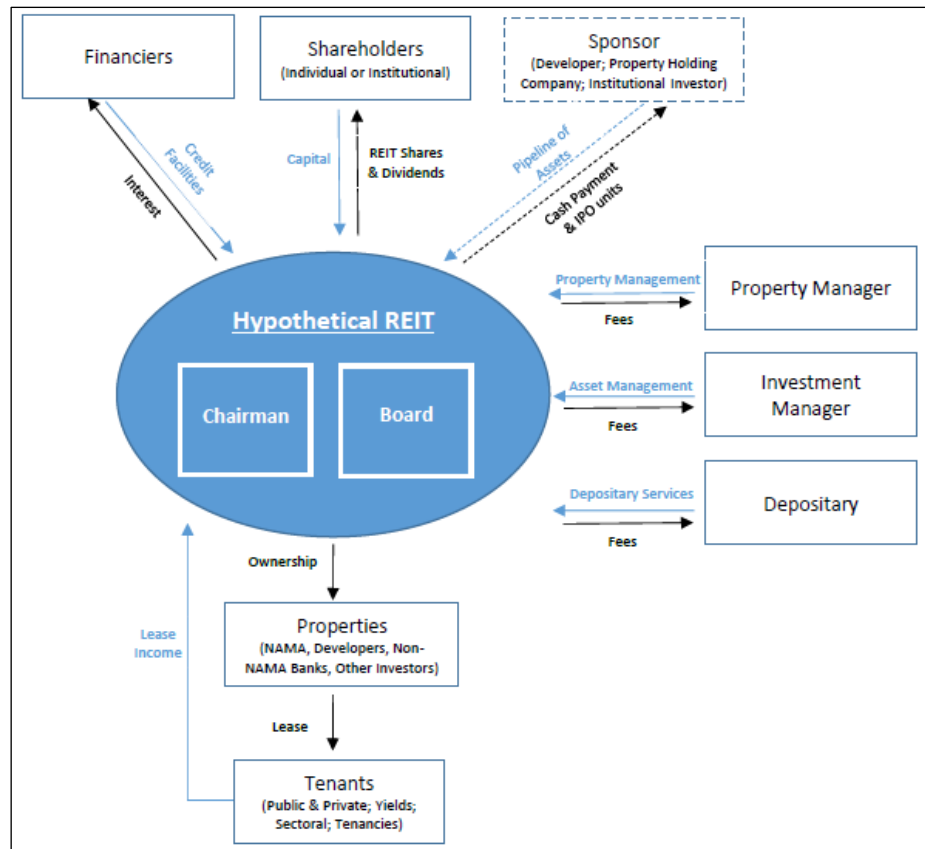 Financiers
Shareholders
(Individual or Institutional)
Sponsor
(Developer; Property Holding
Company; Institutional Investor)
Credit
Facilities
Interest
Capital
REIT Shares
& Dividends
Pipeline of
Assets
Cash Payment
& IPO units
Hypothetical REIT
Chairman
Board
Property Management
Fees
Property Manager
Asset Management
Fees
Investment
Manager
Depositary Services
Fees
Depositary
Ownership
Properties
(NAMA, Developers, Non-
NAMA Banks, Other Investors)
Lease
Income
Lease
Tenants
(Public & Private; Yields;
Sectoral; Tenancies)